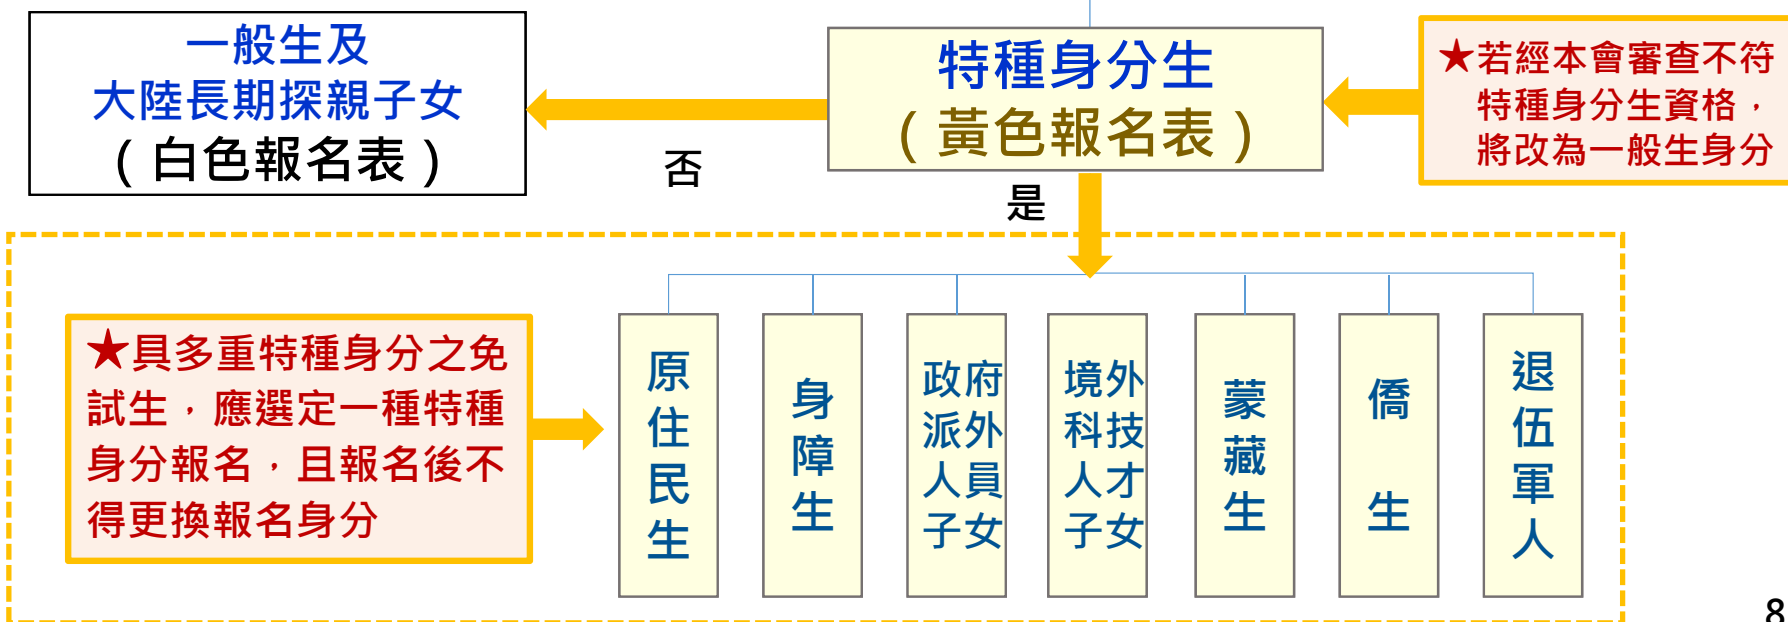 一般生及
大陸長期探親子女
（白色報名表）
特種身分生
（黃色報名表）
★若經本會審查不符
特種身分生資格，
將改為一般生身分
否
是
★具多重特種身分之免
試生，應選定一種特種
身分報名，且報名後不
得更換報名身分
原住民生
身障生
政府
派外
人員
子女
境外
科技
人才
子女
蒙藏生
僑生
退伍軍人
8